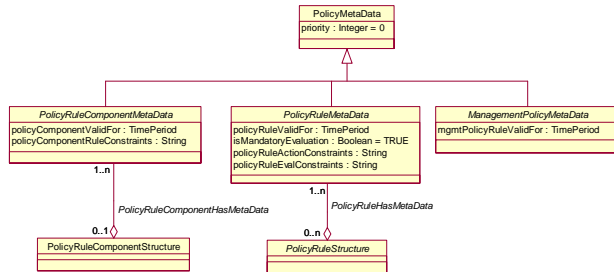 PolicyMetaData
priority : Integer = 0
PolicyRuleComponentMetaData
policyComponentValidFor : TimePeriod
policyComponentRuleConstraints : String
PolicyRuleMetaData
policyRuleValidFor : TimePeriod
isMandatoryEvaluation : Boolean = TRUE
policyRuleActionConstraints : String
policyRuleEvalConstraints : String
ManagementPolicyMetaData
mgmtPolicyRuleValidFor : TimePeriod
1..n
1..n
PolicyRuleComponentHasMetaData
PolicyRuleHasMetaData
0..1
0..n
PolicyRuleComponentStructure
PolicyRuleStructure